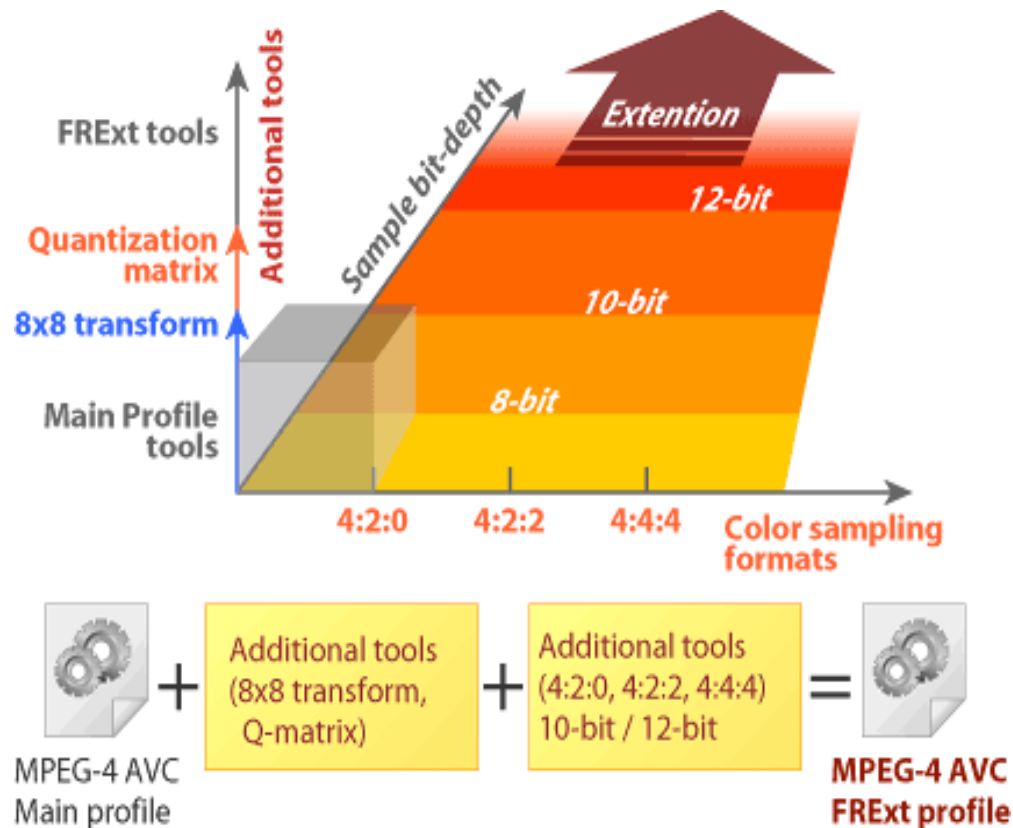 Additional tools
FRExt tools
Quantization
matrix
8x8 transform
Main Profile
tools
Sample bit-depth
Extention
12-bit
10-bit
8-bit
4:2:0
4:2:2
4:4:4
Color sampling
formats
MPEG-4 AVC
Main profile
+
Additional tools
(8x8 transform,
Q-matrix)
+
Additional tools
(4:2:0, 4:2:2, 4:4:4)
10-bit / 12-bit
=
MPEG-4 AVC
FRExt profile